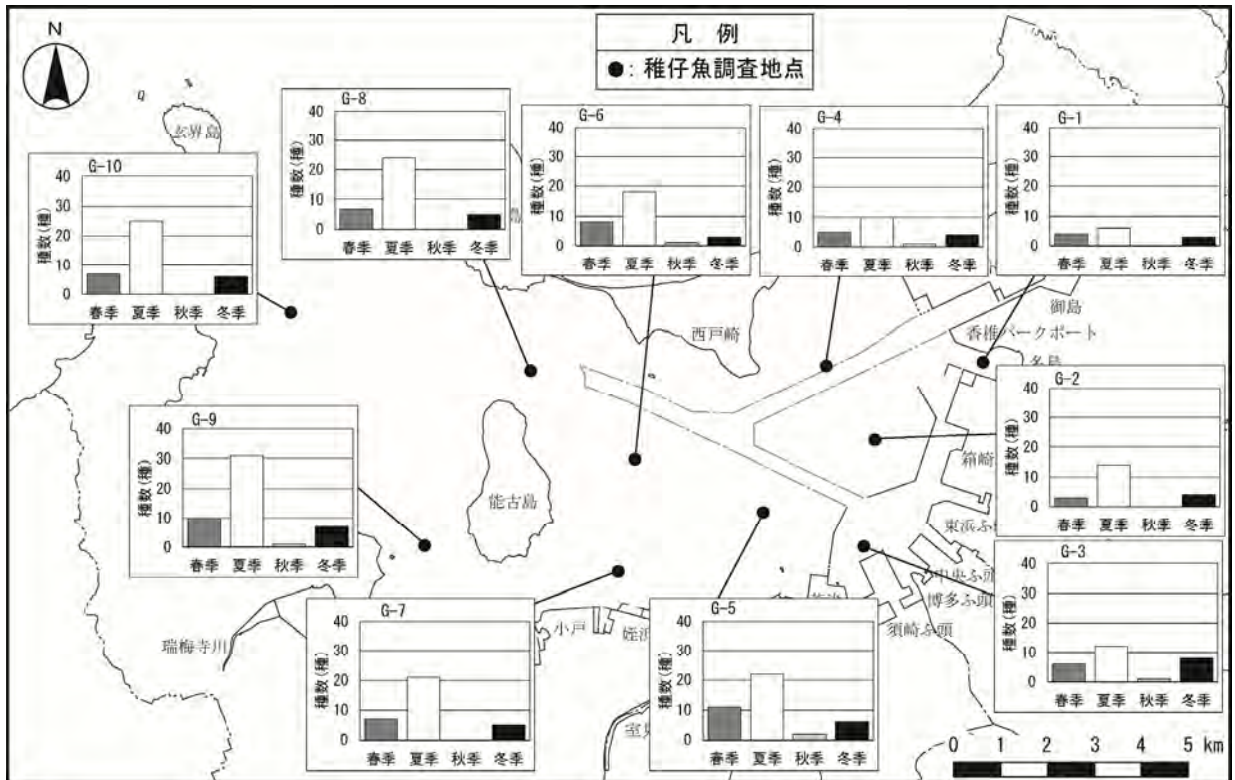 N
凡 例
●：稚仔魚調査地点
玄界島
G-10
種数(種)
40
30
20
10
0
春季 夏季 秋季 冬季
G-8
種数(種)
40
30
20
10
0
春季 夏季 秋季 冬季
G-6
種数(種)
40
30
20
10
0
春季 夏季 秋季 冬季
G-4
種数(種)
40
30
20
10
0
春季 夏季 秋季 冬季
G-1
種数(種)
40
30
20
10
0
春季 夏季 秋季 冬季
御島
香椎パークポート
名島
西戸崎
G-2
種数(種)
40
30
20
10
0
春季 夏季 秋季 冬季
箱崎
G-9
種数(種)
40
30
20
10
0
春季 夏季 秋季 冬季
能古島
東浜ふ
中央ふ頭
博多ふ頭
須崎ふ頭
G-3
種数(種)
40
30
20
10
0
春季 夏季 秋季 冬季
瑞梅寺川
G-7
種数(種)
40
30
20
10
0
春季 夏季 秋季 冬季
小戸
姪浜
G-5
種数(種)
40
30
20
10
0
春季 夏季 秋季 冬季
室見
0 1 2 3 4 5 km